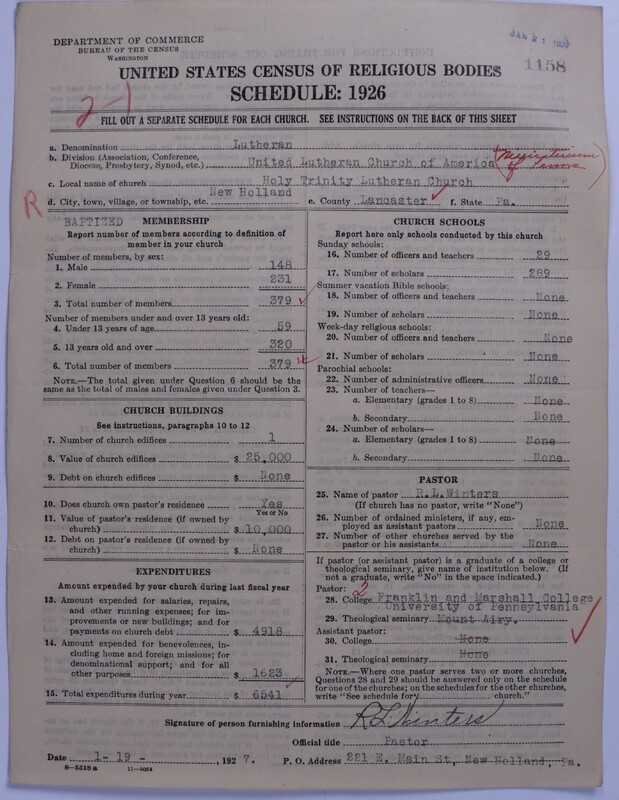 DEPARTMENT OF COMMERCE
BUREAU OF THE CENSUS
WASHINGTON
JAN 21 1927
1158
UNITED STATES CENSUS OF RELIGIOUS BODIES
SCHEDULE: 1926
2-1
FILL OUT A SEPARATE SCHEDULE FOR EACH CHURCH. SEE INSTRUCTIONS ON THE BACK OF THIS SHEET
a. Denomination Lutheran
b. Division (Association, Conference, Diocese, Presbytery, Synod, etc.) United Lutheran Church of America (Ministerium of Penna)
c. Local name of church Holy Trinity Lutheran Church
d. City, town, village, or township, etc. New Holland e. County Lancaster f. State Pa.
R
BAPTIZED MEMBERSHIP
Report number of members according to definition of
member in your church
Number of members, by sex:
1. Male 148
2. Female 231
3. Total number of members 379
Number of members under and over 13 years old:
4. Under 13 years of age 59
5. 13 years old and over 320
6. Total number of members 379
NOTE.—The total given under Question 6 should be
same as the total of males and females given under Question 3.
CHURCH BUILDINGS
See instructions, paragraphs 10 to 12
7. Number of church edifices 1
8. Value of church edifices $ 25,000
9. Debt on church edifices $ None
10. Does church own pastor's residence Yes
Yes or No
11. Value of pastor's residence (if owned by
church) $ 10,000
12. Debt on pastor's residence (if owned by
church) $ None
EXPENDITURES
Amount expended by your church during last fiscal year
13. Amount expended for salaries, repairs,
and other running expenses; for im-
provements or new buildings; and for
payments on church debt $ 4918
14. Amount expended for benevolences, in-
cluding home and foreign missions; for
denominational support; and for all
other purposes $ 1623
15. Total expenditures during year $ 6541
CHURCH SCHOOLS
Report here only schools conducted by this church
Sunday schools:
16. Number of officers and teachers 29
17. Number of scholars 289
Summer vacation Bible schools:
18. Number of officers and teachers None
19. Number of scholars None
Week-day religious schools:
20. Number of officers and teachers None
21. Number of scholars None
Parochial schools:
22. Number of administrative officers None
23. Number of teachers—
a. Elementary (grades 1 to 8) None
b. Secondary None
24. Number of scholars—
a. Elementary (grades 1 to 8) None
b. Secondary None
PASTOR
25. Name of pastor R.L.Winters
(If church has no pastor, write "None")
26. Number of ordained ministers, if any, em-
ployed as assistant pastors None
27. Number of other churches served by the
pastor or his assistants None
If pastor (or assistant pastor) is a graduate of a college or
theological seminary, give name of institution below. (If
not a graduate, write "No" in the space indicated.)
Pastor: 2
28. College Franklin and Marshall College
University of Pennsylvania
29. Theological seminary Mount Airy.
Assistant pastor:
30. College None
31. Theological seminary None
NOTE.—Where one pastor serves two or more churches,
Questions 28 and 29 should be answered only on the schedule
for one of the churches; on the schedules for the other churches,
write "See schedule for church."
Signature of person furnishing information R L Winters
Official title Pastor
Date 1-19-, 1927. P. O. Address 221 E. Main St, New Holland, Pa.
8-5318 a 11-9054